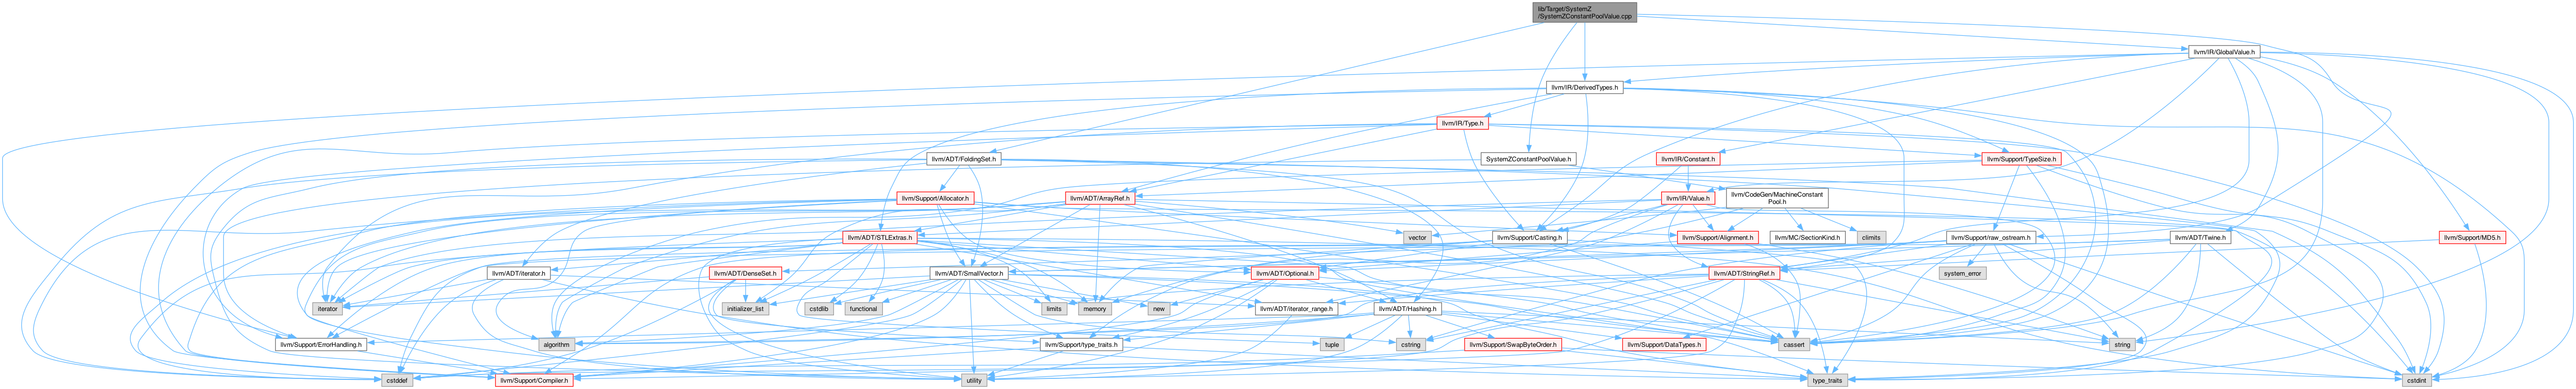 lib/Target/SystemZ
/SystemZConstantPoolValue.cpp
llvm/IR/GlobalValue.h
llvm/IR/DerivedTypes.h
llvm/IR/Type.h
llvm/ADT/FoldingSet.h
SystemZConstantPoolValue.h
llvm/IR/Constant.h
llvm/Support/TypeSize.h
llvm/Support/Allocator.h
llvm/ADT/ArrayRef.h
llvm/CodeGen/MachineConstant
Pool.h
llvm/IR/Value.h
llvm/ADT/STLExtras.h
vector
llvm/Support/Casting.h
llvm/Support/Alignment.h
llvm/MC/SectionKind.h
climits
llvm/Support/raw_ostream.h
llvm/ADT/Twine.h
llvm/Support/MD5.h
llvm/ADT/iterator.h
llvm/ADT/DenseSet.h
llvm/ADT/SmallVector.h
llvm/ADT/Optional.h
llvm/ADT/StringRef.h
system_error
iterator
initializer_list
cstdlib
functional
limits
memory
new
llvm/ADT/iterator_range.h
llvm/ADT/Hashing.h
llvm/Support/ErrorHandling.h
algorithm
llvm/Support/type_traits.h
tuple
cstring
llvm/Support/SwapByteOrder.h
llvm/Support/DataTypes.h
cassert
string
cstddef
llvm/Support/Compiler.h
utility
type_traits
cstdint